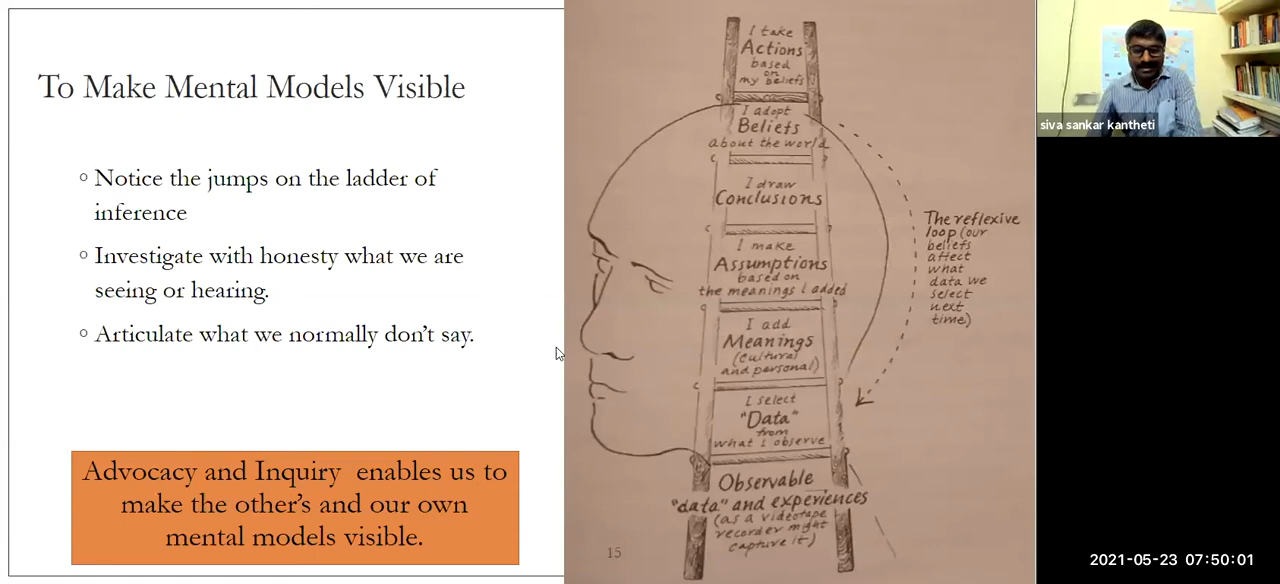 To Make Mental Models Visible
◦ Notice the jumps on the ladder of
inference
◦ Investigate with honesty what we are
seeing or hearing.
◦ Articulate what we normally don't say.
Advocacy and Inquiry enables us to
make the other's and our own
mental models visible.
I take
Actions
based
on
my beliefs
I adopt
Beliefs
about the world
I draw
Conclusions
I make
Assumptions
based on
the meanings I added
I add
Meanings
(cultural
and personal)
I select
"Data"
from
what I observe
Observable
"data" and experiences
(as a videotape
recorder might
capture it)
The reflexive
loop (our
beliefs
affect
what
data we
select
next
time)
15
siva sankar kantheti
2021-05-23 07:50:01